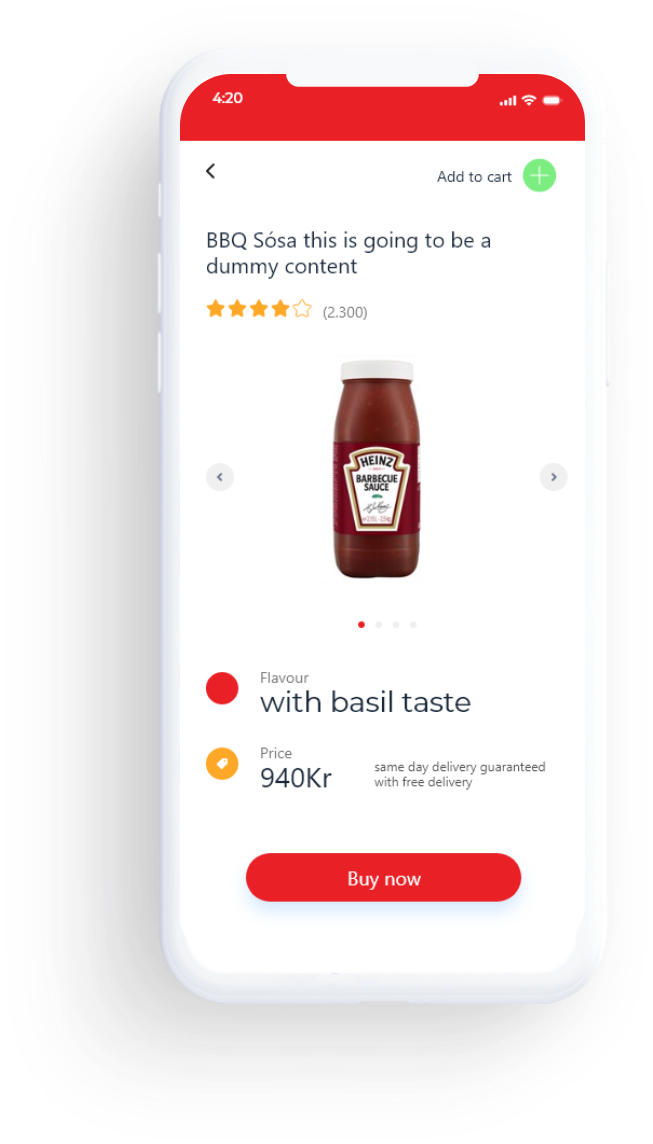 4:20
Add to cart
BBQ Sósa this is going to be a
dummy content
(2.300)
HEINZ
BARBECUE
SAUCE
Flavour
with basil taste
Price
940Kr
same day delivery guaranteed
with free delivery
Buy now